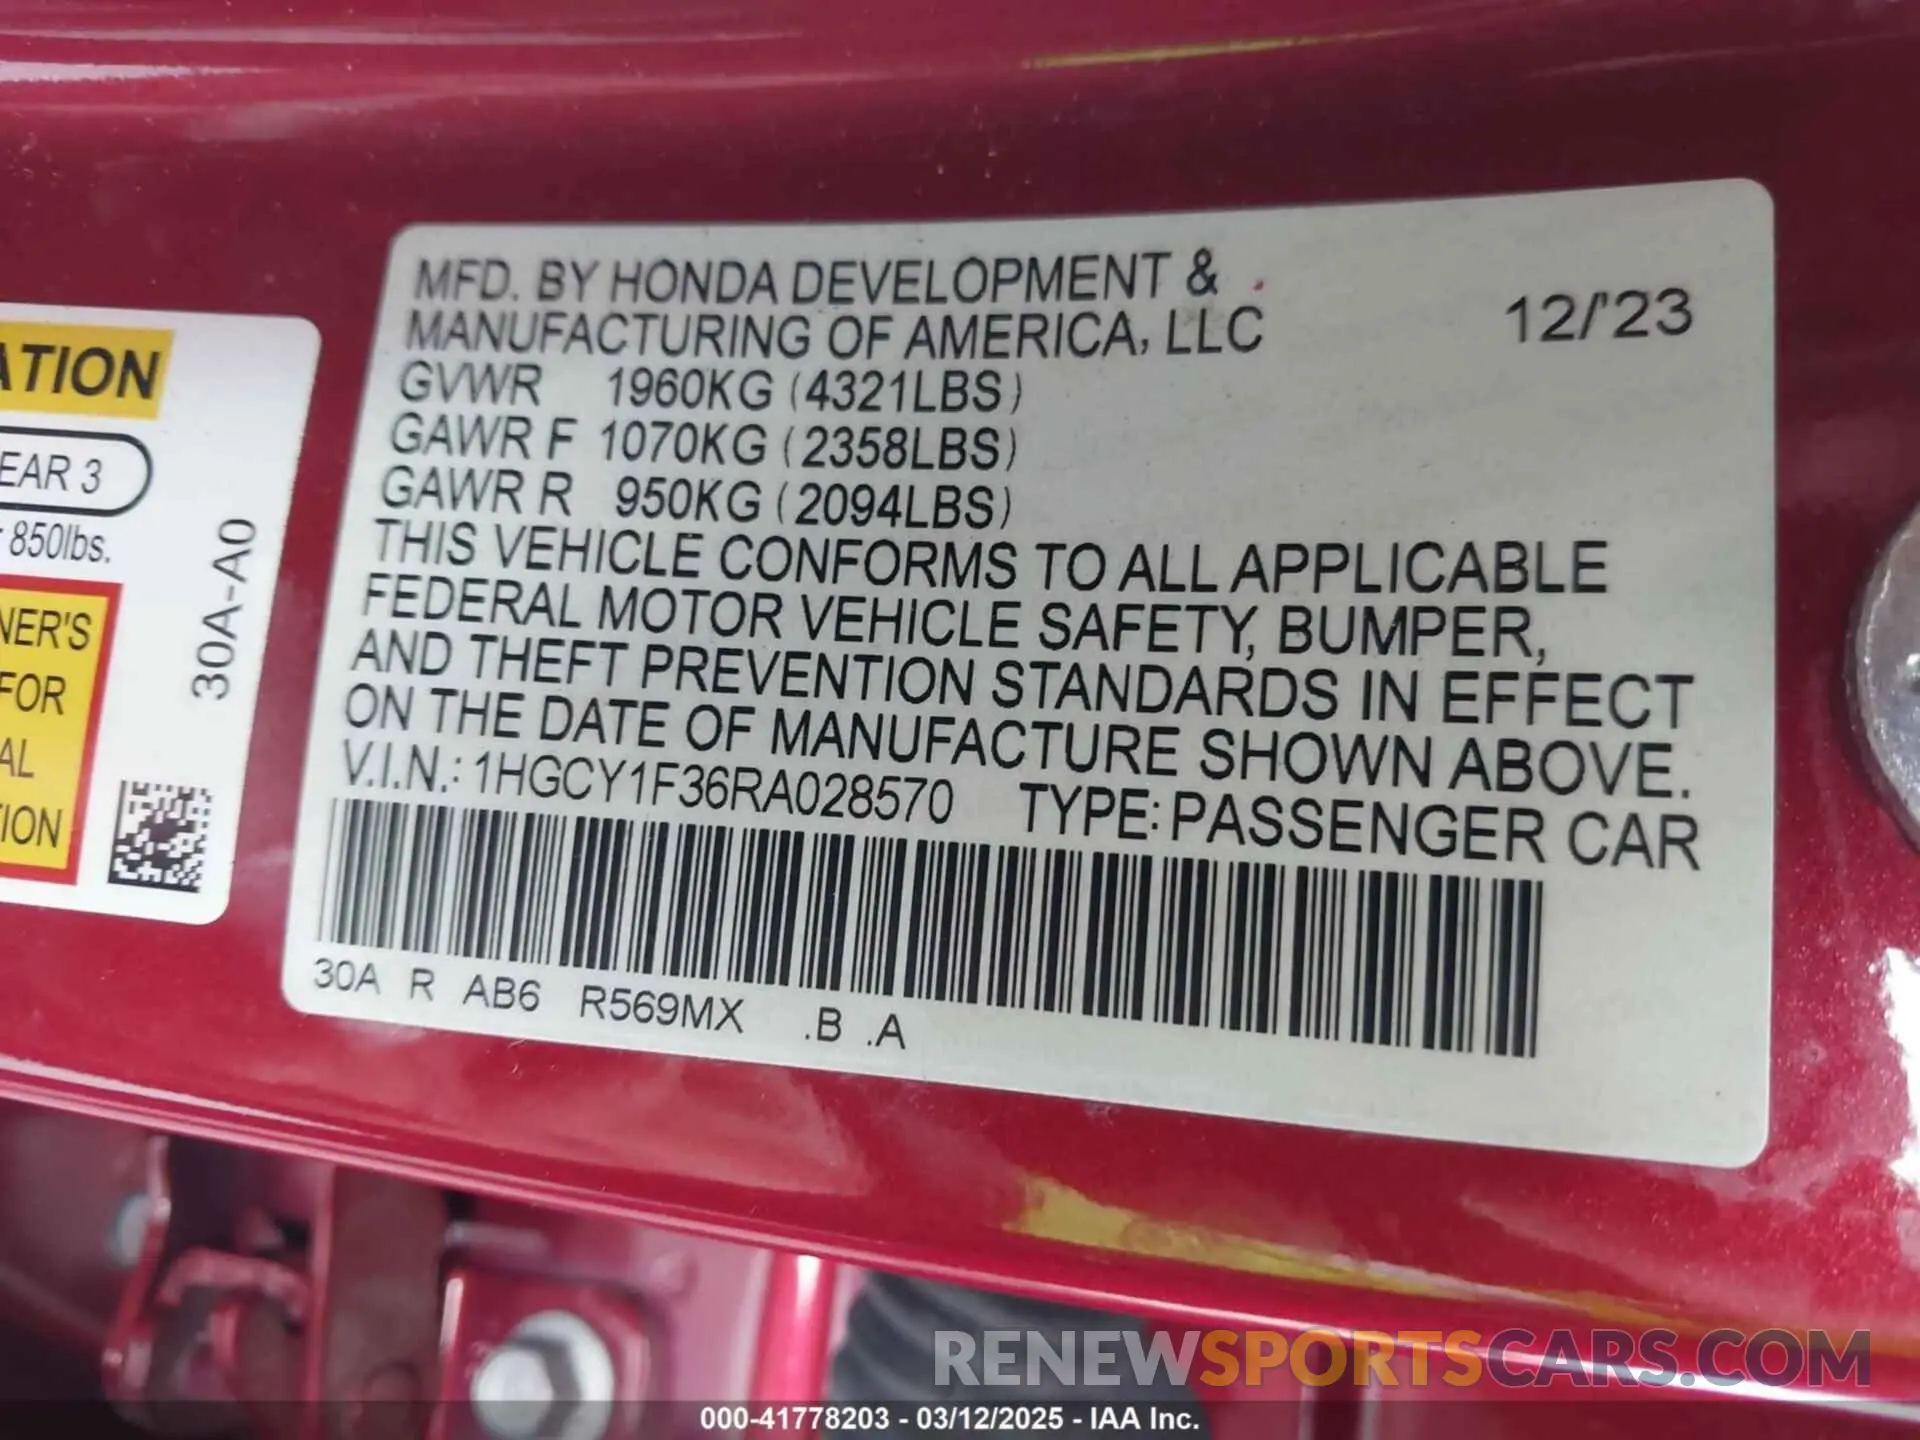 MFD. BY HONDA DEVELOPMENT &
MANUFACTURING OF AMERICA, LLC
12/'23
GVWR 1960KG (4321LBS)
GAWR F 1070KG (2358LBS)
GAWR R 950KG (2094LBS)
THIS VEHICLE CONFORMS TO ALL APPLICABLE
FEDERAL MOTOR VEHICLE SAFETY, BUMPER,
AND THEFT PREVENTION STANDARDS IN EFFECT
ON THE DATE OF MANUFACTURE SHOWN ABOVE.
V.I.N.: 1HGCY1F36RA028570 TYPE: PASSENGER CAR
30A R AB6 R569MX .B .A
ATION
EAR 3
850lbs.
NER'S
FOR
AL
ION
30A-A0
RENEWSPORTSCARS.COM
000-41778203 - 03/12/2025 - IAA Inc.